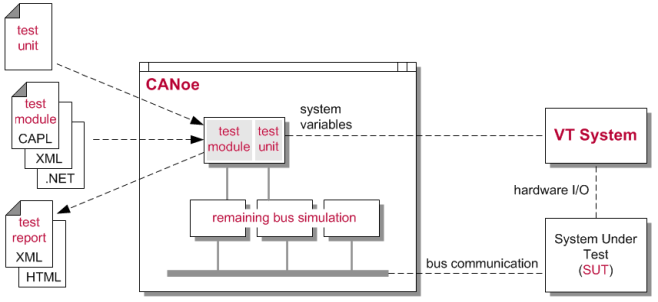 test
unit
test
module
CAPL
XML
.NET
test
report
XML
HTML
CANoe
test
module
test
unit
system
variables
remaining bus simulation
bus communication
VT System
hardware I/O
System Under
Test
(SUT)